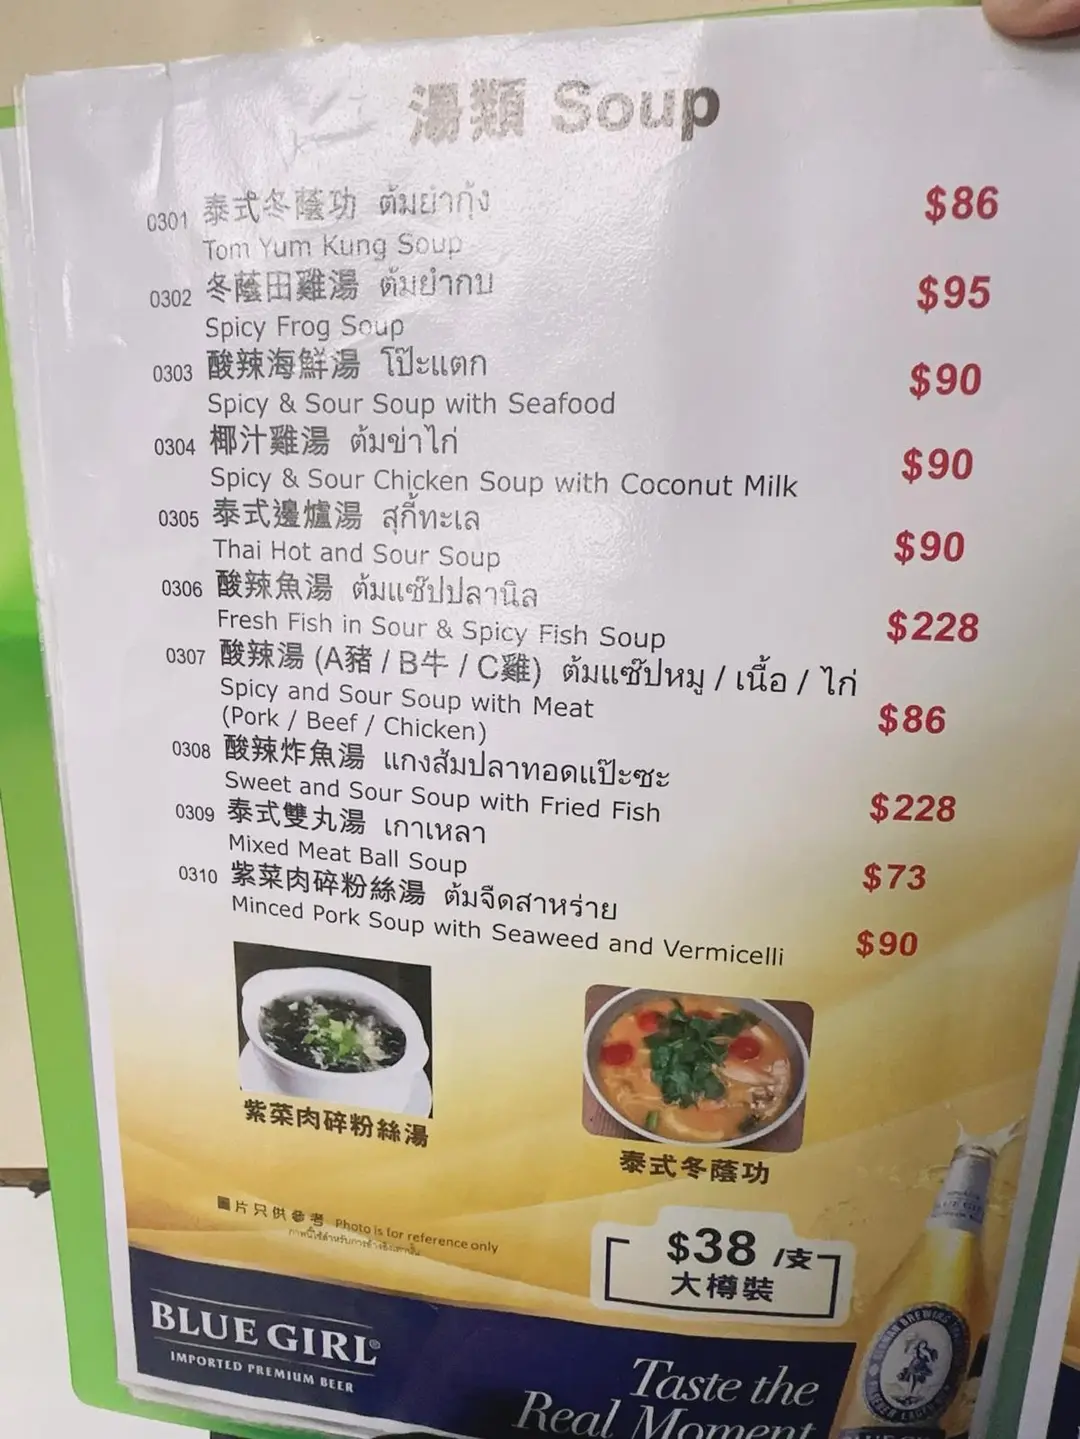 湯類 Soup
0301 泰式冬蔭功 ต้มยำกุ้ง $86
Tom Yum Kung Soup
0302 冬蔭田雞湯 ต้มยำกบ $95
Spicy Frog Soup
0303 酸辣海鮮湯 โป๊ะแตก $90
Spicy & Sour Soup with Seafood
0304 椰汁雞湯 ต้มข่าไก่ $90
Spicy & Sour Chicken Soup with Coconut Milk
0305 泰式邊爐湯 สุกี้ทะเล $90
Thai Hot and Sour Soup
0306 酸辣魚湯 ต้มแซ๊ปปลานิล $228
Fresh Fish in Sour & Spicy Fish Soup
0307 酸辣湯 (A豬 / B牛 / C雞) ต้มแซ๊ปหมู / เนื้อ / ไก่
Spicy and Sour Soup with Meat $86
(Pork / Beef / Chicken)
0308 酸辣炸魚湯 แกงส้มปลาทอดแป๊ะซะ $228
Sweet and Sour Soup with Fried Fish
0309 泰式雙丸湯 เกาเหลา $73
Mixed Meat Ball Soup
0310 紫菜肉碎粉絲湯 ต้มจืดสาหร่าย $90
Minced Pork Soup with Seaweed and Vermicelli
紫菜肉碎粉絲湯
泰式冬蔭功
圖片只供參考 Photo is for reference only
$38 /支
大樽裝
BLUE GIRL®
IMPORTED PREMIUM BEER
Taste the
Real Moment
BLUE GIRL